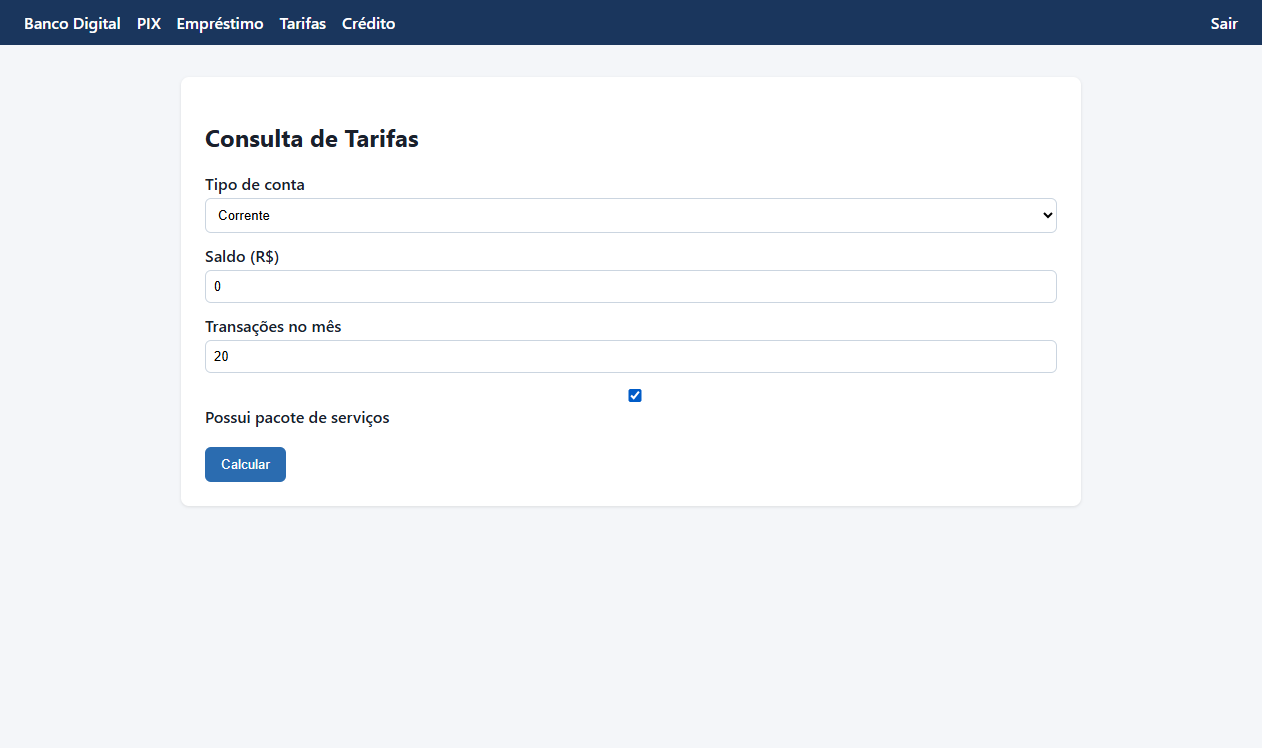 Banco Digital PIX Empréstimo Tarifas Crédito Sair
Consulta de Tarifas
Tipo de conta
Corrente
Saldo (R$)
0
Transações no mês
20
Possui pacote de serviços
Calcular